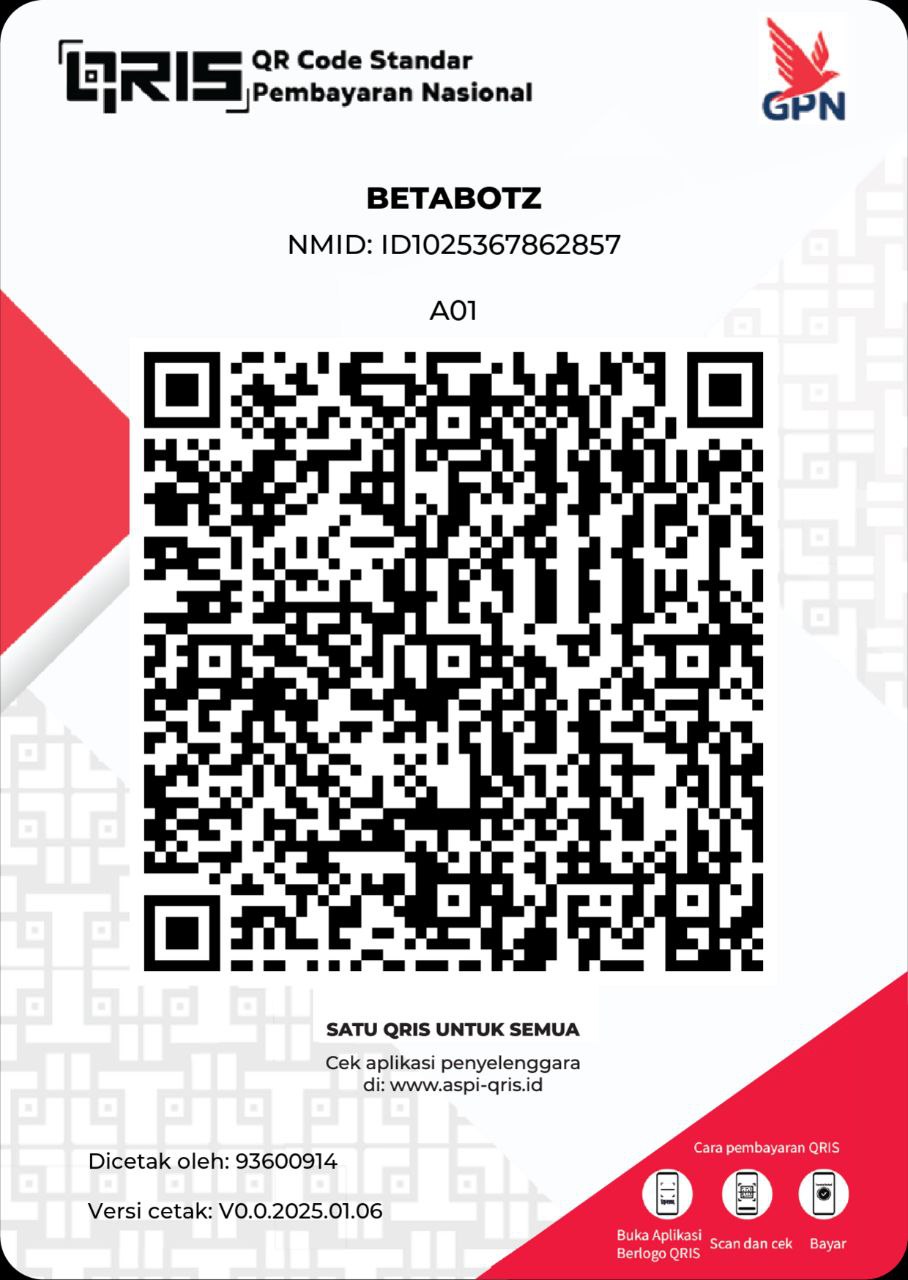 QRIS QR Code Standar
Pembayaran Nasional
GPN
BETABOTZ
NMID: ID1025367862857
A01
SATU QRIS UNTUK SEMUA
Cek aplikasi penyelenggara
di: www.aspi-qris.id
Dicetak oleh: 93600914
Versi cetak: V0.0.2025.01.06
Cara pembayaran QRIS
Buka Aplikasi
Berlogo QRIS
Scan dan cek
Bayar